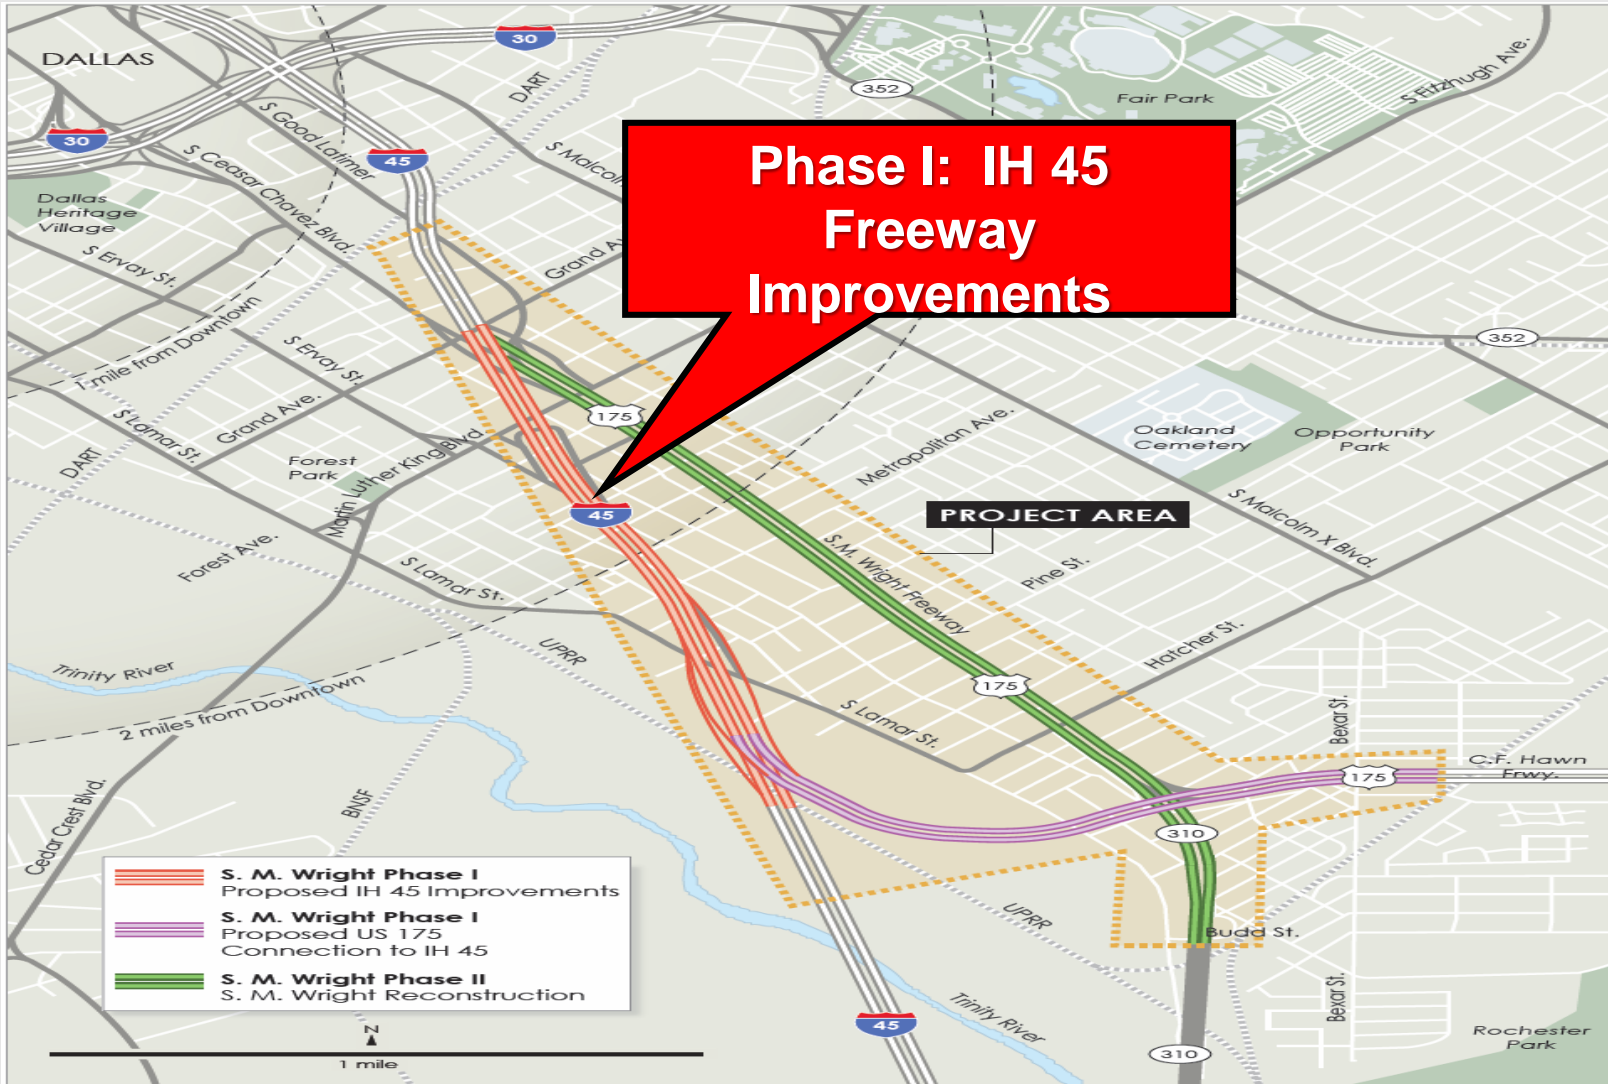 DALLAS
30
30
DART
352
Fair Park
S Fitzhugh Ave.
S Good Latimer
45
S Ceasar Chavez Blvd.
S Malcolm
Dallas
Heritage
Village
S Ervay St.
Grand Av
Phase I:  IH 45
Freeway
Improvements
352
1 mile from Downtown
S Ervay St.
Grand Ave.
S Lamar St.
175
DART
Forest
Park
Martin Luther King Blvd.
Metropolitan Ave.
Oakland
Cemetery
Opportunity
Park
45
PROJECT AREA
S Malcolm X Blvd.
Forest Ave.
S Lamar St.
S.M. Wright Freeway
Pine St.
Hatcher St.
UPRR
Trinity River
2 miles from Downtown
175
S Lamar St.
Bexar St.
C.F. Hawn
Frwy.
175
Cedar Crest Blvd.
BNSF
310
S. M. Wright Phase I
Proposed IH 45 Improvements
S. M. Wright Phase I
Proposed US 175
Connection to IH 45
S. M. Wright Phase II
S. M. Wright Reconstruction
UPRR
Budd St.
Bexar St.
Trinity River
45
310
Rochester
Park
N
1 mile